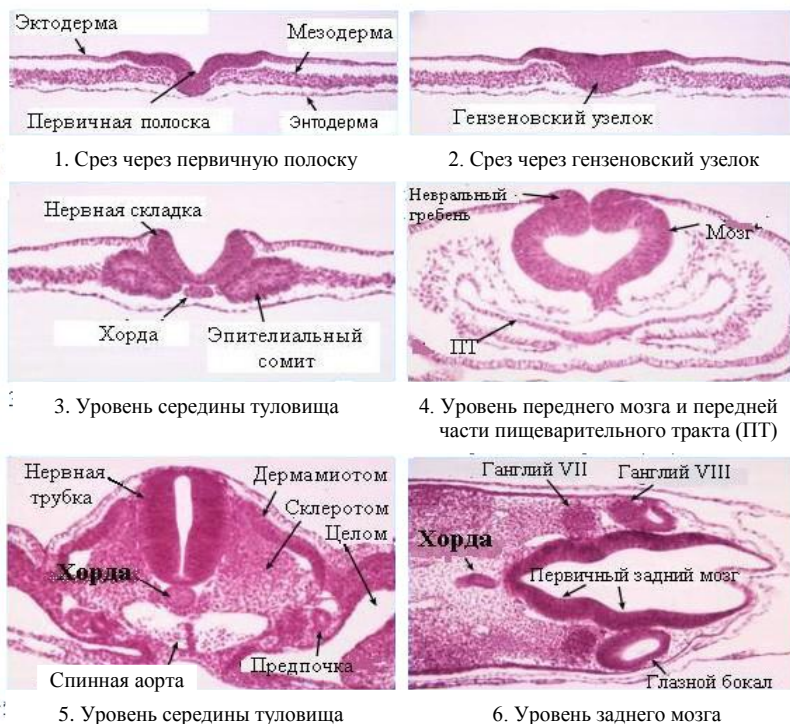 Эктодерма
Мезодерма
Первичная полоска
Энтодерма
1. Срез через первичную полоску
Гензеновский узелок
2. Срез через гензеновский узелок
Нервная складка
Хорда
Эпителиальный
сомит
3. Уровень середины туловища
Невральный
гребень
Мозг
ПТ
4. Уровень переднего мозга и передней
части пищеварительного тракта (ПТ)
Нервная
трубка
Дермамиотом
Склеротом
Целом
Хорда
Предпочка
Спинная аорта
5. Уровень середины туловища
Ганглий VII
Ганглий VIII
Хорда
Первичный задний мозг
Глазной бокал
6. Уровень заднего мозга